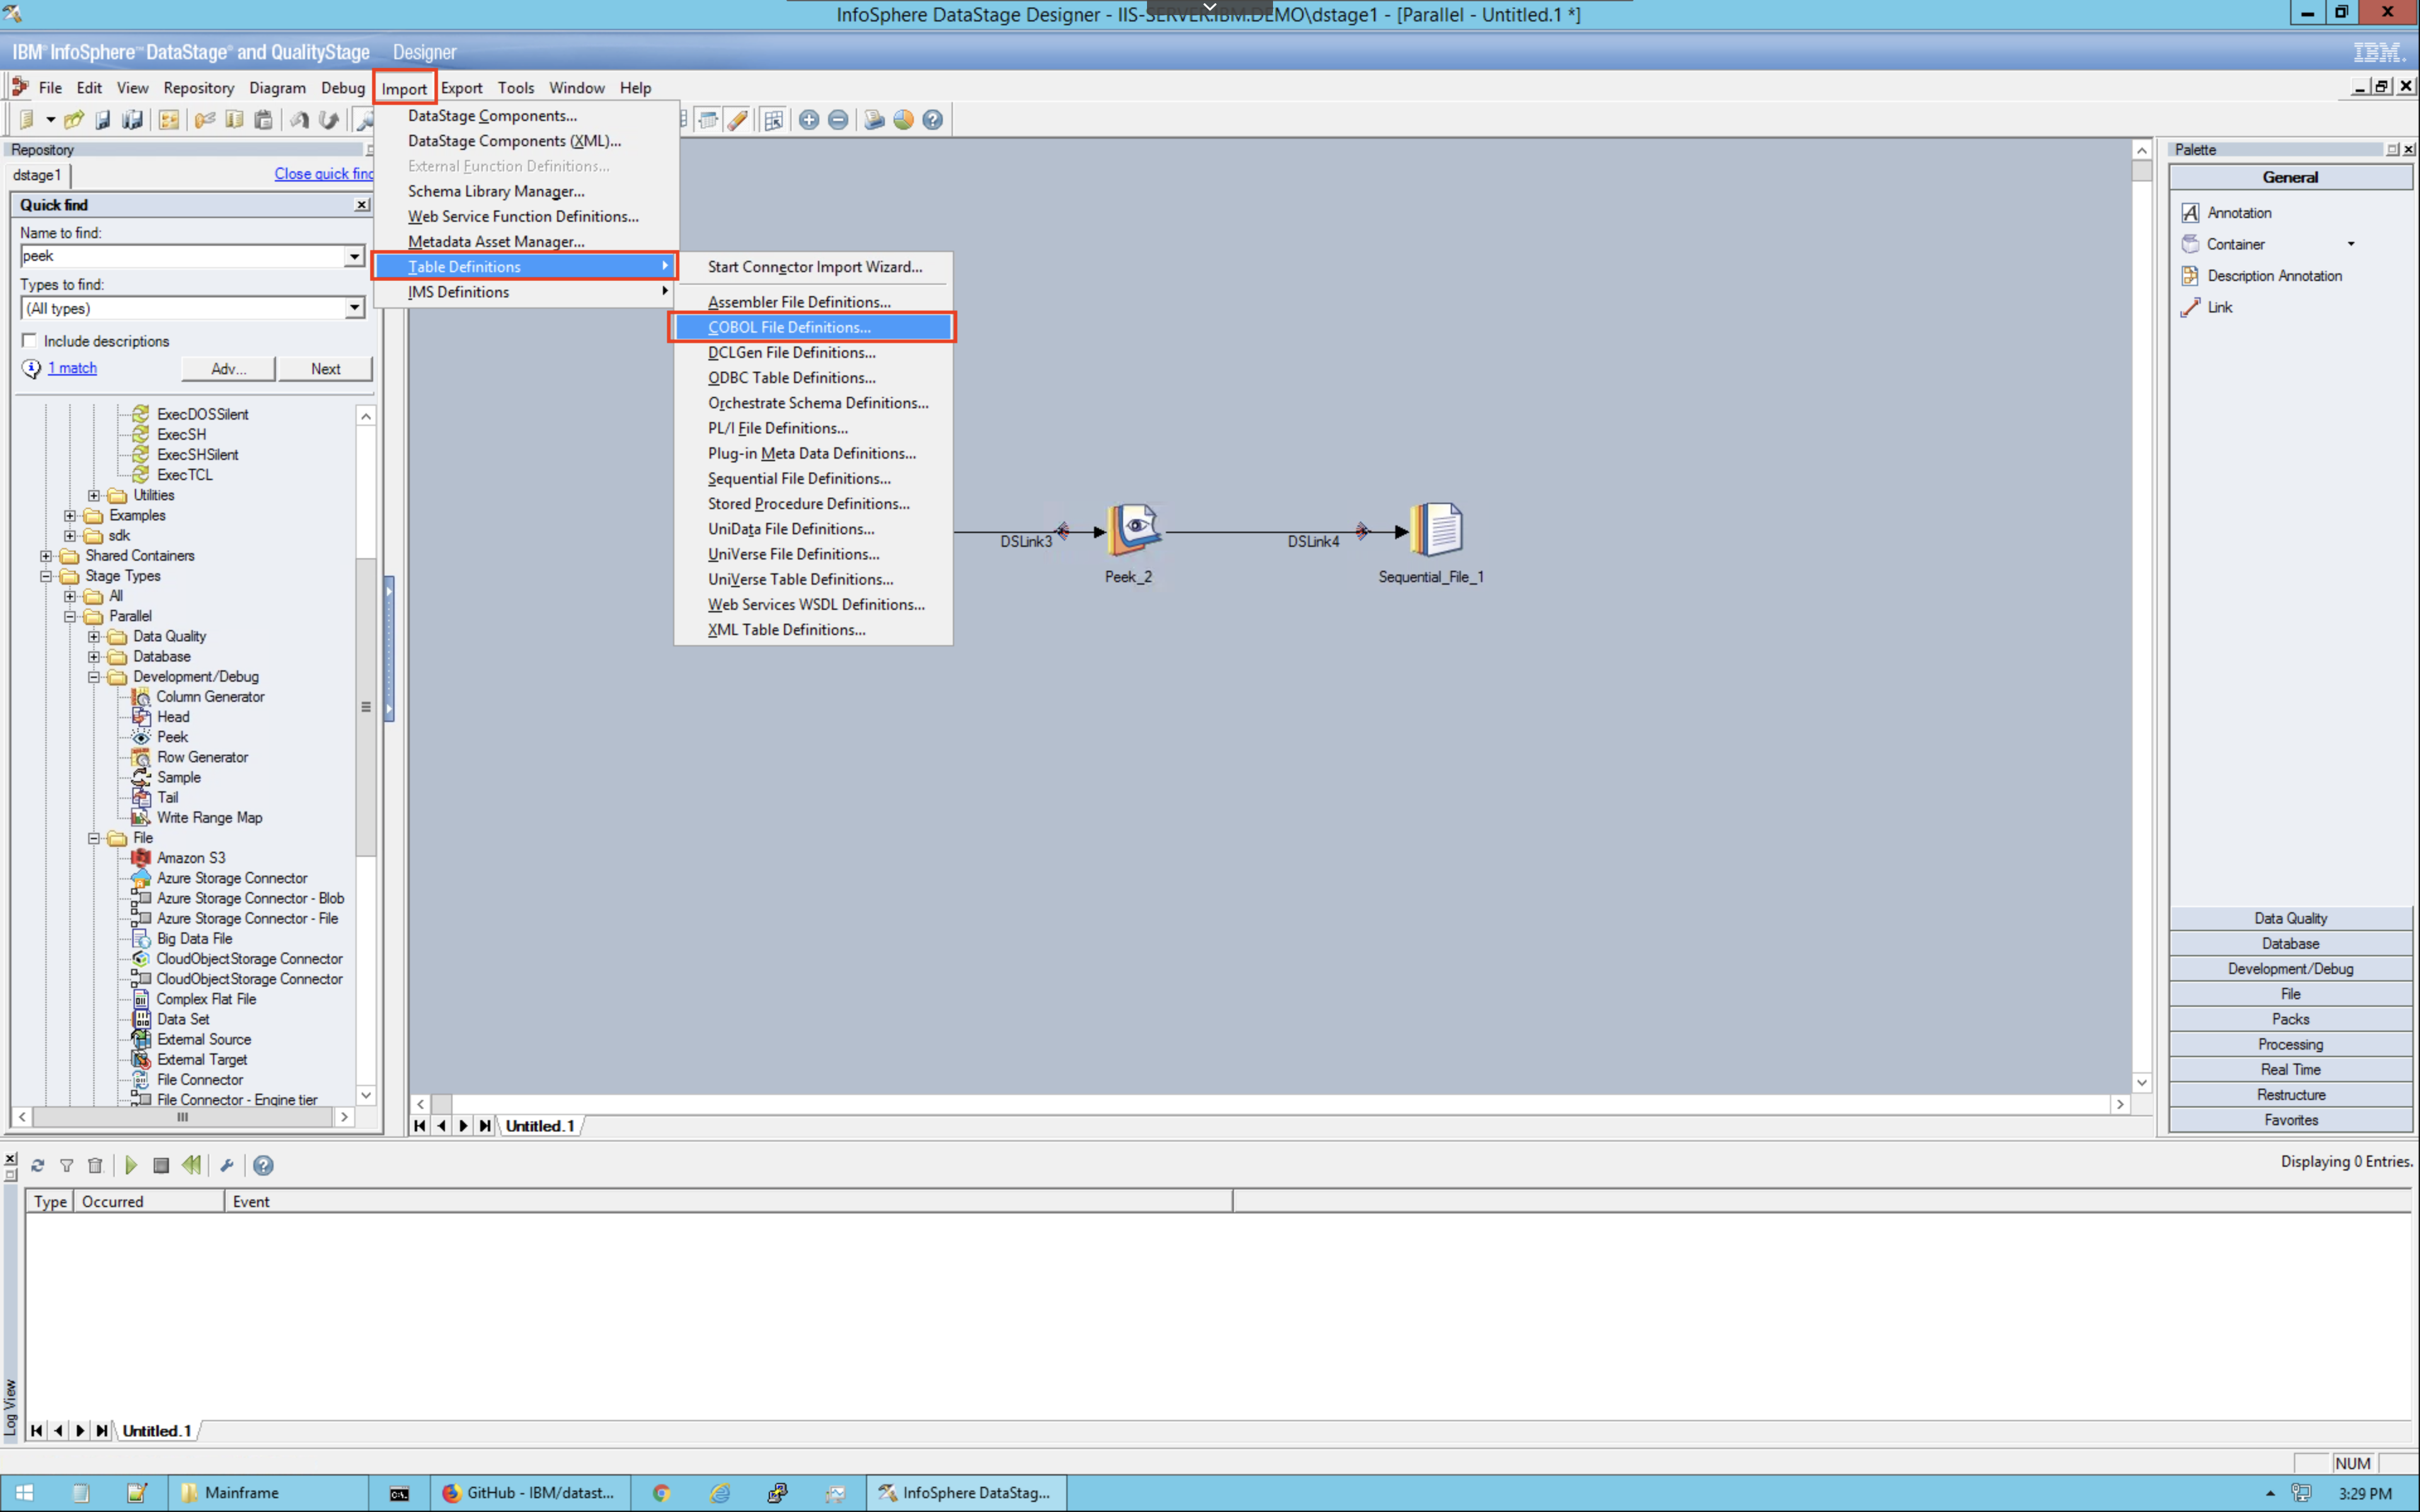 InfoSphere DataStage Designer - IIS-SERVER.IBM.DEMO\dstage1 - [Parallel - Untitled.1 *]
IBM® InfoSphere™ DataStage® and QualityStage Designer
IBM.
File Edit View Repository Diagram Debug Import Export Tools Window Help
DataStage Components...
DataStage Components (XML)...
External Function Definitions...
Schema Library Manager...
Web Service Function Definitions...
Metadata Asset Manager...
Table Definitions
IMS Definitions
Start Connector Import Wizard...
Assembler File Definitions...
COBOL File Definitions...
DCLGen File Definitions...
ODBC Table Definitions...
Orchestrate Schema Definitions...
PL/I File Definitions...
Plug-in Meta Data Definitions...
Sequential File Definitions...
Stored Procedure Definitions...
UniData File Definitions...
UniVerse File Definitions...
UniVerse Table Definitions...
Web Services WSDL Definitions...
XML Table Definitions...
Repository
dstage1
Close quick find
Quick find
Name to find:
peek
Types to find:
(All types)
Include descriptions
1 match
Adv...
Next
ExecDOSSilent
ExecSH
ExecSHSilent
ExecTCL
Utilities
Examples
sdk
Shared Containers
Stage Types
All
Parallel
Data Quality
Database
Development/Debug
Column Generator
Head
Peek
Row Generator
Sample
Tail
Write Range Map
File
Amazon S3
Azure Storage Connector
Azure Storage Connector - Blob
Azure Storage Connector - File
Big Data File
CloudObjectStorage Connector
CloudObjectStorage Connector
Complex Flat File
Data Set
External Source
External Target
File Connector
File Connector - Engine tier
DSLink3
Peek_2
DSLink4
Sequential_File_1
Untitled.1
Palette
General
Annotation
Container
Description Annotation
Link
Data Quality
Database
Development/Debug
File
Packs
Processing
Real Time
Restructure
Favorites
Displaying 0 Entries.
Type Occurred Event
Log View
Untitled.1
NUM
Mainframe
GitHub - IBM/datast...
InfoSphere DataStag...
3:29 PM